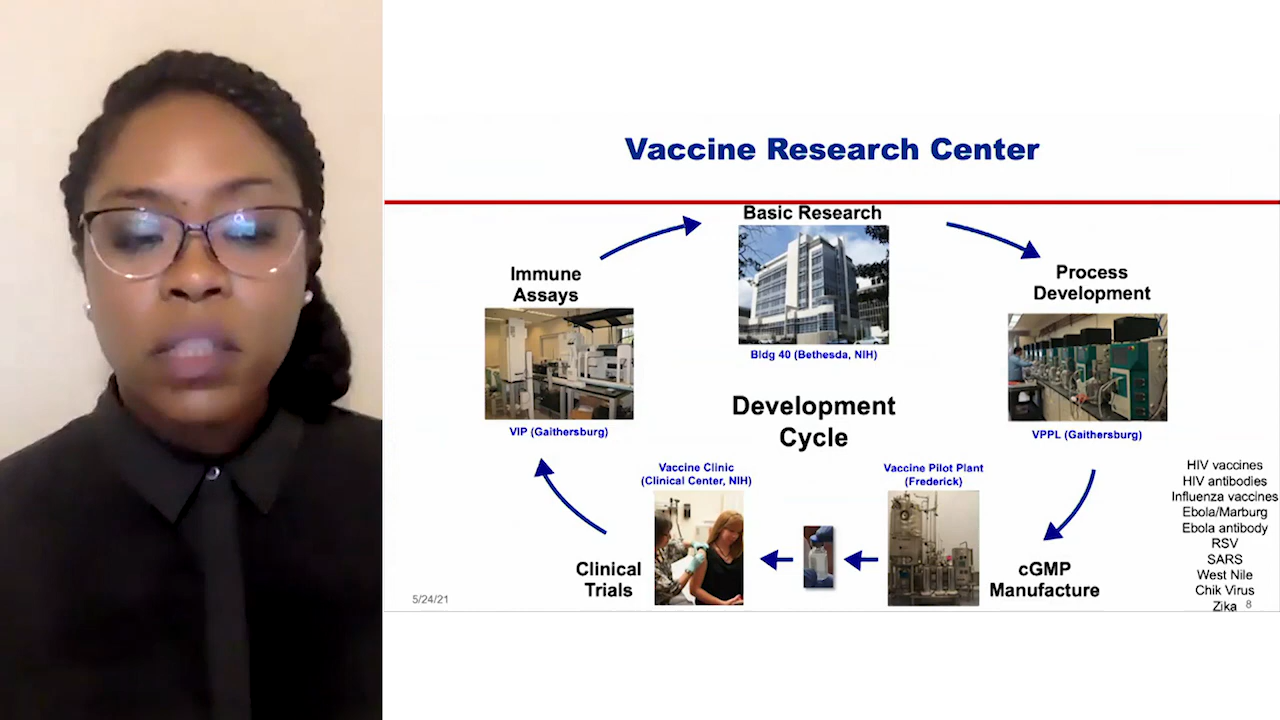 Vaccine Research Center
Basic Research
Bldg 40 (Bethesda, NIH)
Process
Development
VPPL (Gaithersburg)
Immune
Assays
VIP (Gaithersburg)
Development
Cycle
Vaccine Clinic
(Clinical Center, NIH)
Vaccine Pilot Plant
(Frederick)
Clinical
Trials
cGMP
Manufacture
HIV vaccines
HIV antibodies
Influenza vaccines
Ebola/Marburg
Ebola antibody
RSV
SARS
West Nile
Chik Virus
Zika
5/24/21
8